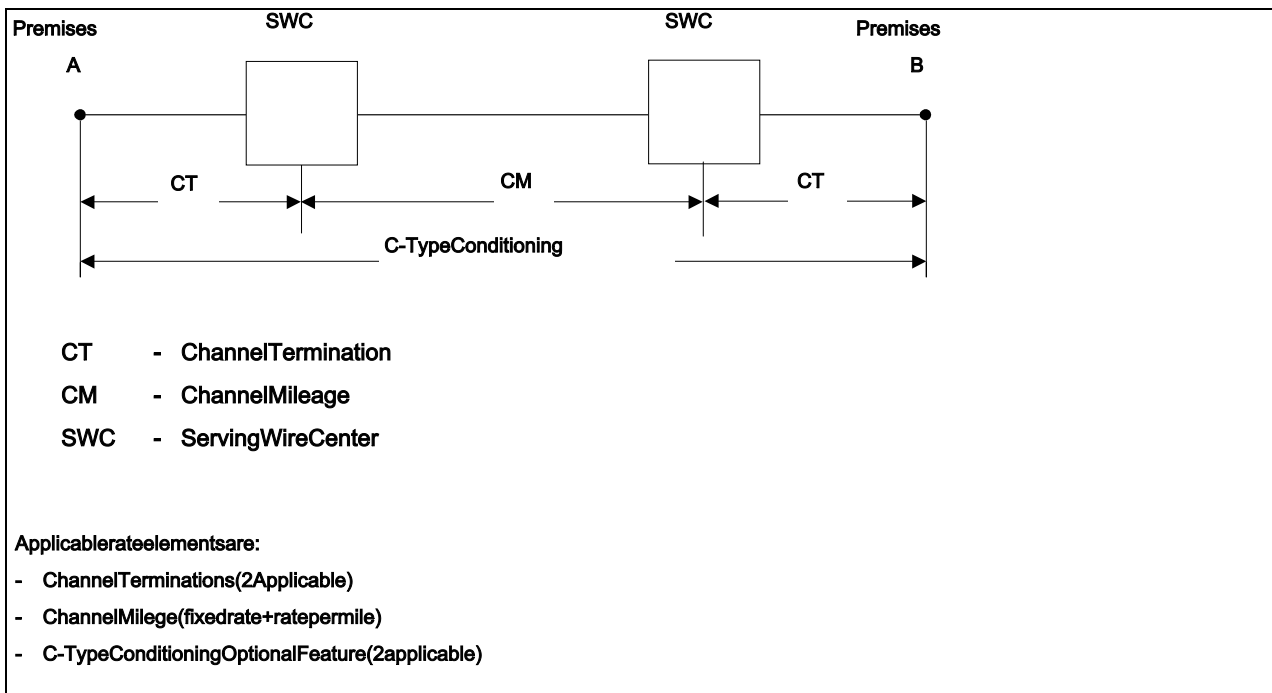 SWC SWC
Premises Premises
A B
CT CM CT
C-TypeConditioning
CT - ChannelTermination
CM - ChannelMileage
SWC - ServingWireCenter
Applicablerateelementsare:
- ChannelTerminations(2Applicable)
- ChannelMilege(fixedrate+ratepermile)
- C-TypeConditioningOptionalFeature(2applicable)